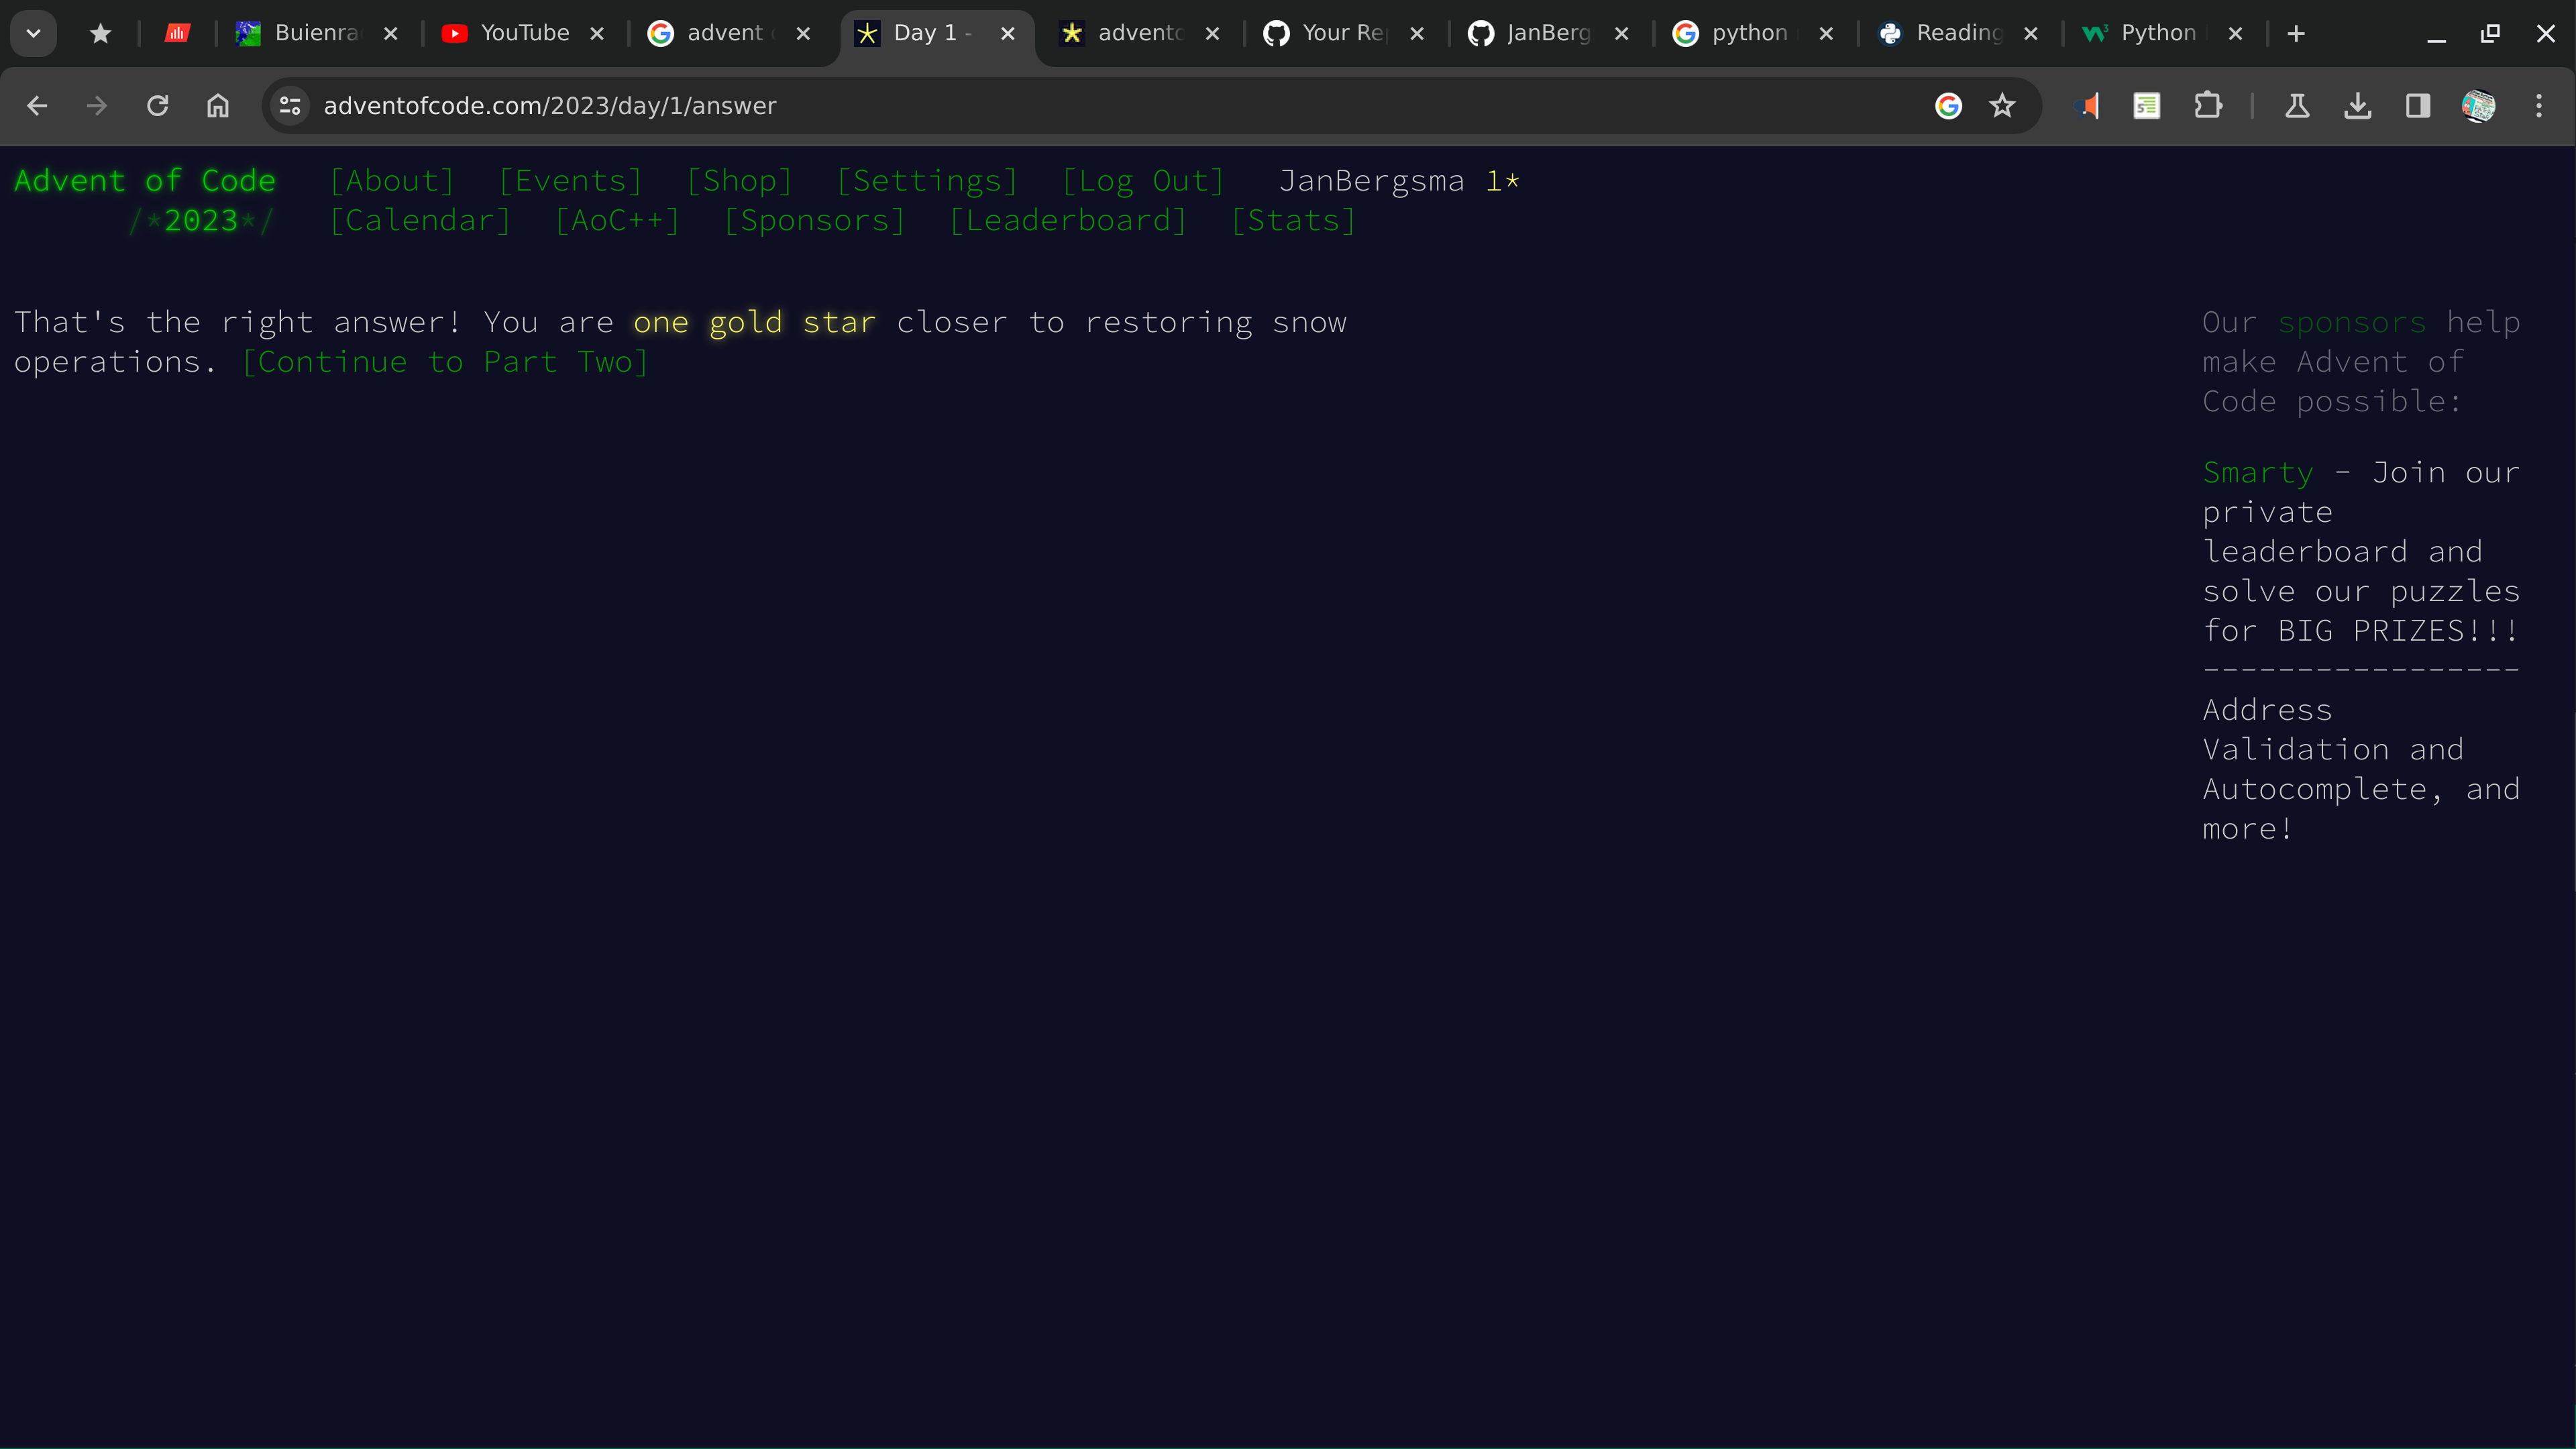 Buienra
YouTube
advent
Day 1 -
advent
Your Re
JanBerg
python
Reading
Python
adventofcode.com/2023/day/1/answer
Advent of Code [About] [Events] [Shop] [Settings] [Log Out] JanBergsma 1*
/*2023*/ [Calendar] [AoC++] [Sponsors] [Leaderboard] [Stats]
That's the right answer! You are one gold star closer to restoring snow
operations. [Continue to Part Two]
Our sponsors help
make Advent of
Code possible:
Smarty - Join our
private
leaderboard and
solve our puzzles
for BIG PRIZES!!!
-----------------
Address
Validation and
Autocomplete, and
more!